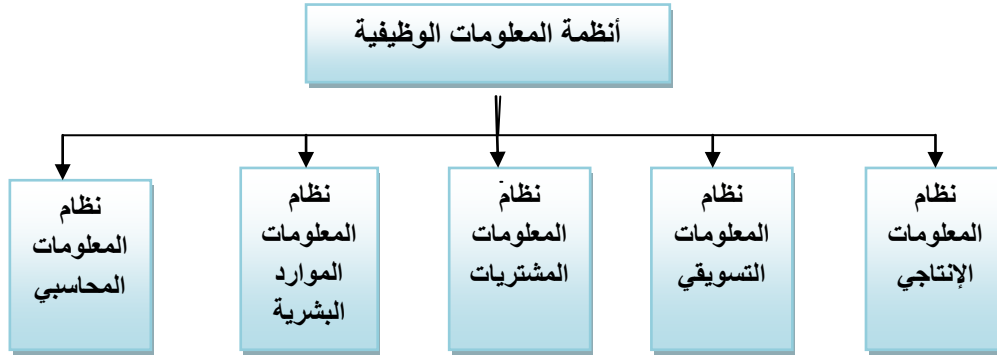 أنظمة المعلومات الوظيفية
نظام
المعلومات
الإنتاجي
نظام
المعلومات
التسويقي
نظام
المعلومات
المشتريات
نظام
المعلومات
الموارد
البشرية
نظام
المعلومات
المحاسبي